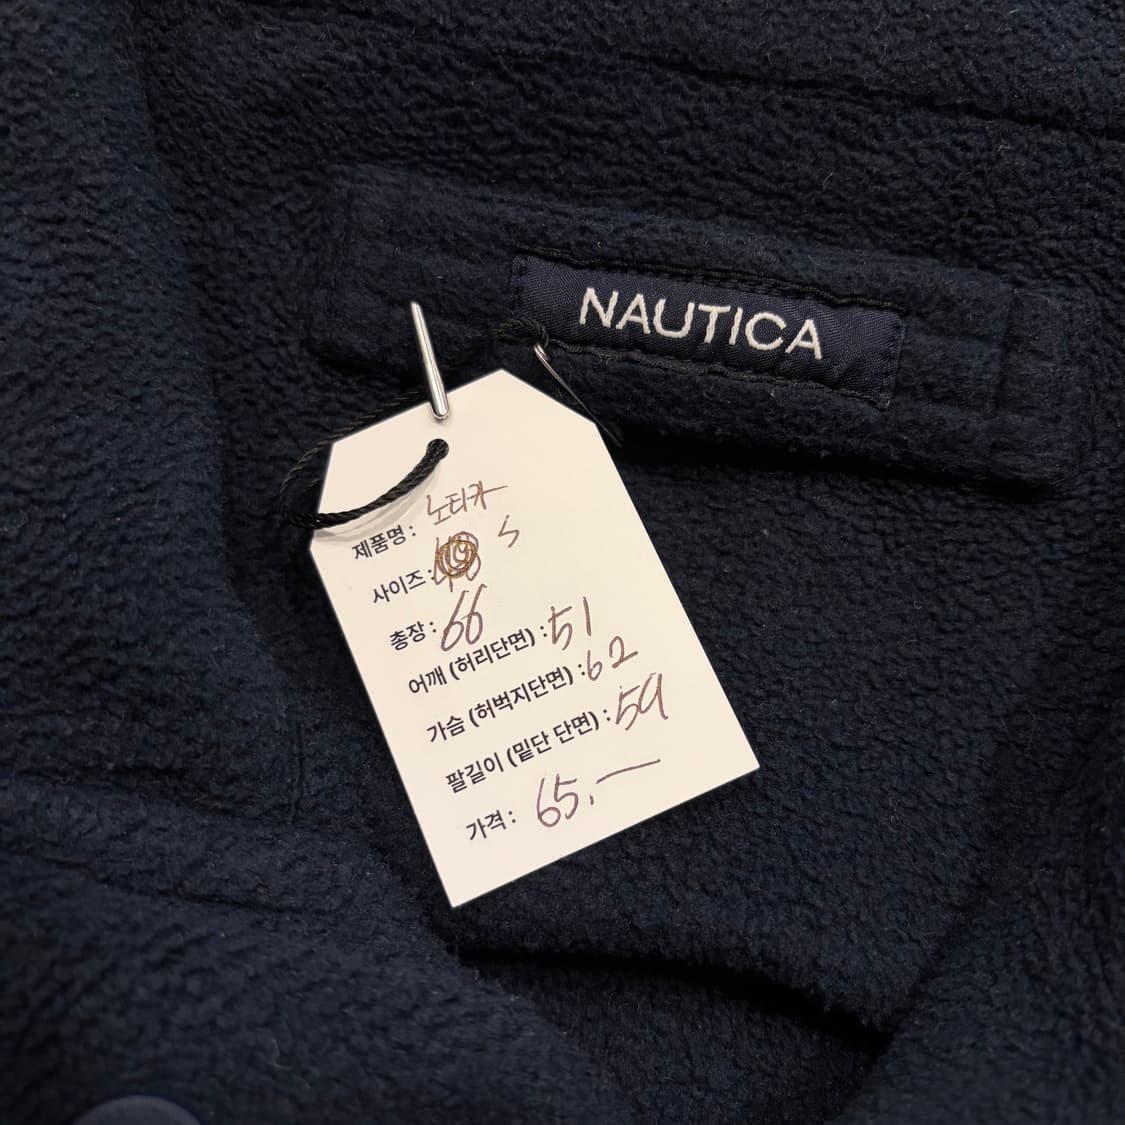 NAUTICA
제품명 : 노티카
사이즈 : S
총장 : 66
어깨 (허리단면) : 51
가슴 (허벅지단면) : 62
팔길이 (밑단 단면) : 59
가격 : 65.—